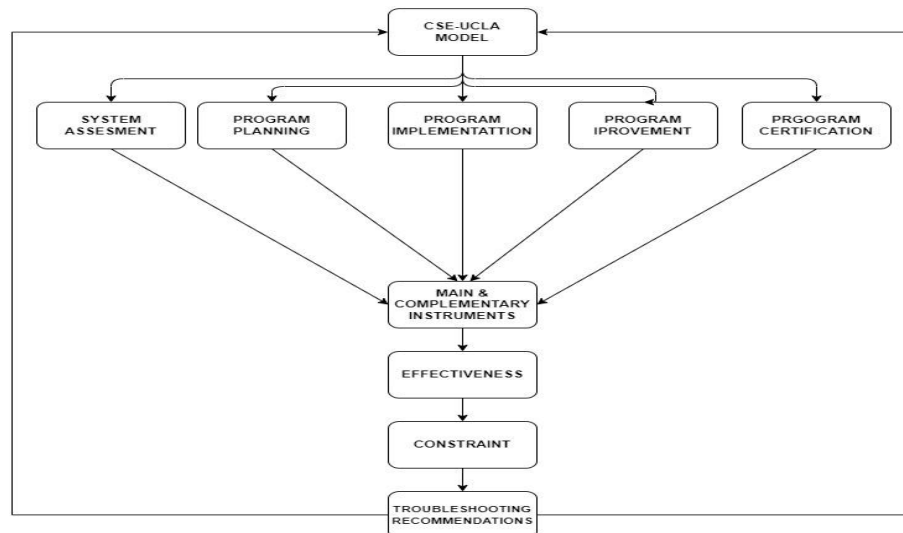 CSE-UCLA
MODEL
SYSTEM
ASSESMENT
PROGRAM
PLANNING
PROGRAM
IMPLEMENTATTION
PROGRAM
IPROVEMENT
PRGOGRAM
CERTIFICATION
MAIN &
COMPLEMENTARY
INSTRUMENTS
EFFECTIVENESS
CONSTRAINT
TROUBLESHOOTING
RECOMMENDATIONS